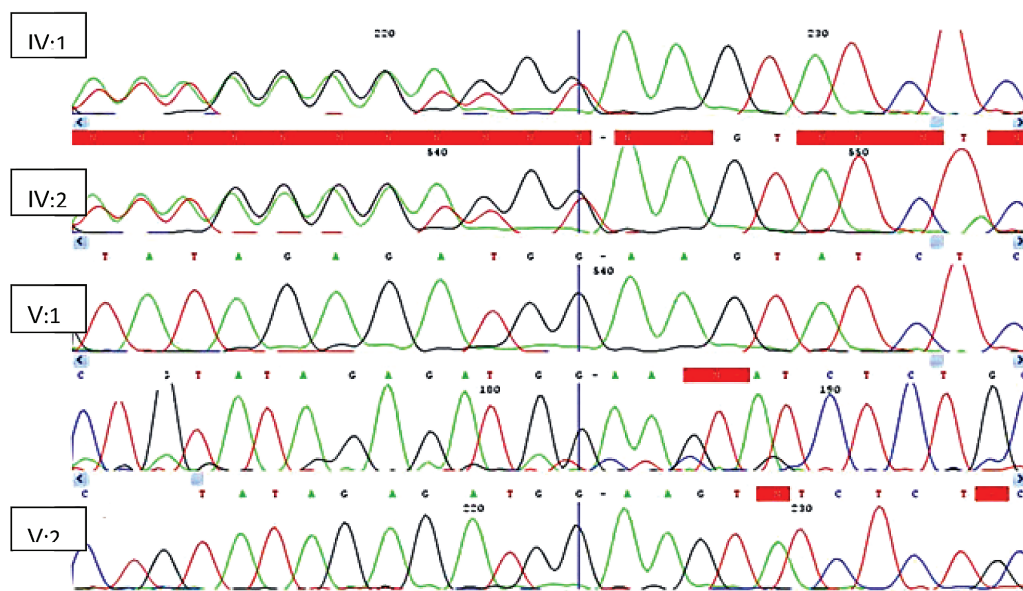 220 230
IV:1
- G T T
540 550
IV:2
T A T A G A G A T G G - A A G T A T C T C
540
V:1
C G T A T A G A G A T G G - A A A T C T C T G C
180 190
C T A T A G A G A T G G - A A G T T C T C T C
220 230
V:2